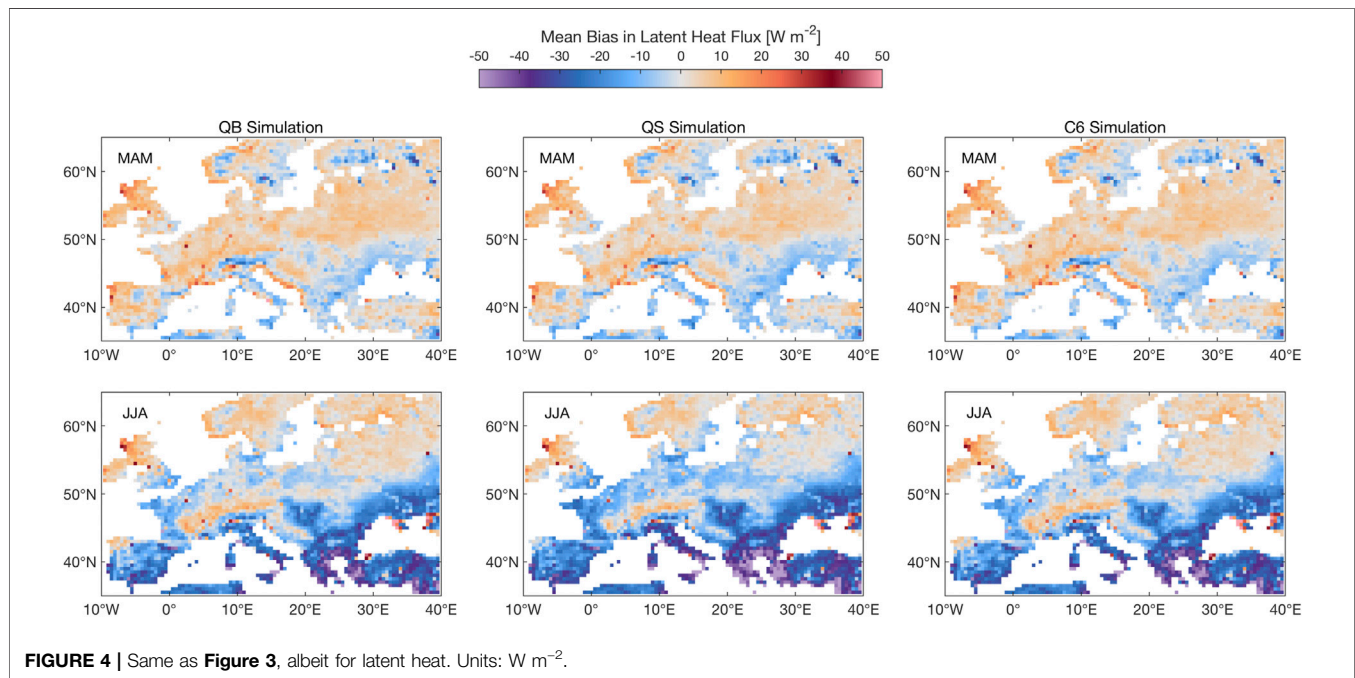 Mean Bias in Latent Heat Flux [W m⁻²]
-50 -40 -30 -20 -10 0 10 20 30 40 50
QB Simulation QS Simulation C6 Simulation
MAM MAM MAM
60°N 60°N 60°N
50°N 50°N 50°N
40°N 40°N 40°N
10°W 0° 10°E 20°E 30°E 40°E 10°W 0° 10°E 20°E 30°E 40°E 10°W 0° 10°E 20°E 30°E 40°E
JJA JJA JJA
60°N 60°N 60°N
50°N 50°N 50°N
40°N 40°N 40°N
10°W 0° 10°E 20°E 30°E 40°E 10°W 0° 10°E 20°E 30°E 40°E 10°W 0° 10°E 20°E 30°E 40°E
FIGURE 4 | Same as Figure 3, albeit for latent heat. Units: W m⁻².